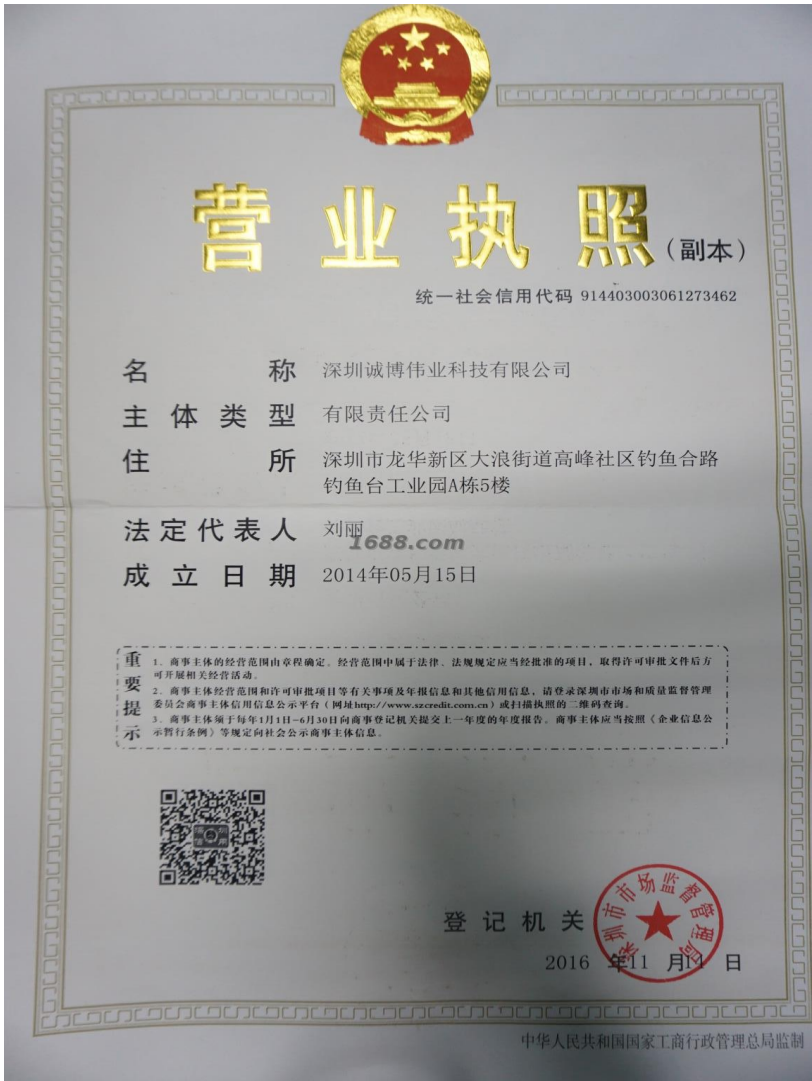 营业执照
（副本）
统一社会信用代码 914403003061273462
名称 深圳诚博伟业科技有限公司
主体类型 有限责任公司
住所 深圳市龙华新区大浪街道高峰社区钓鱼合路
钓鱼台工业园A栋5楼
法定代表人 刘丽
1688.com
成立日期 2014年05月15日
重要提示
1．商事主体的经营范围由章程确定。经营范围中属于法律、法规规定应当经批准的项目，取得许可审批文件后方
可开展相关经营活动。
2．商事主体经营范围和许可审批项目等有关事项及年报信息和其他信用信息，请登录深圳市市场和质量监督管理
委员会商事主体信用信息公示平台（网址http://www.szcredit.com.cn）或扫描执照的二维码查询。
3．商事主体须于每年1月1日-6月30日向商事登记机关提交上一年度的年度报告。商事主体应当按照《企业信息公
示暂行条例》等规定向社会公示商事主体信息。
登记机关
深圳市市场监督管理局
2016 年11 月11 日
中华人民共和国国家工商行政管理总局监制